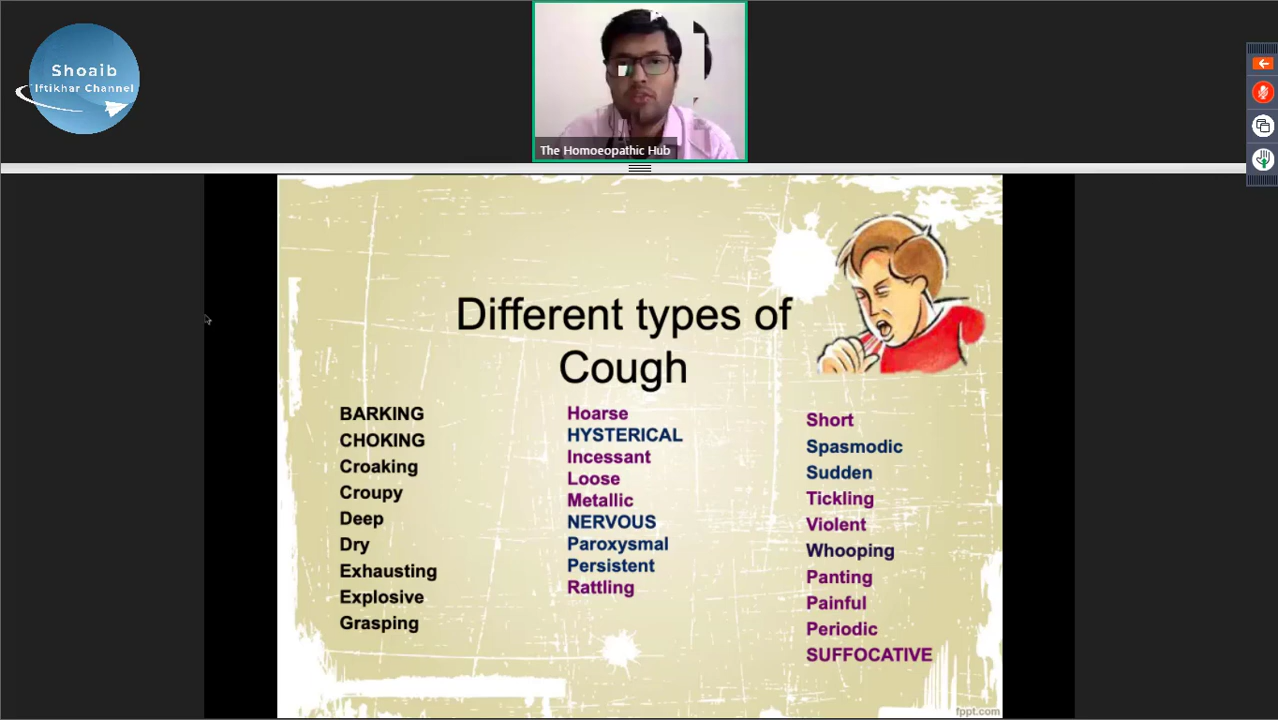 Shoaib
Iftikhar Channel
The Homoeopathic Hub
Different types of
Cough
BARKING
CHOKING
Croaking
Croupy
Deep
Dry
Exhausting
Explosive
Grasping
Hoarse
HYSTERICAL
Incessant
Loose
Metallic
NERVOUS
Paroxysmal
Persistent
Rattling
Short
Spasmodic
Sudden
Tickling
Violent
Whooping
Panting
Painful
Periodic
SUFFOCATIVE
fppt.com